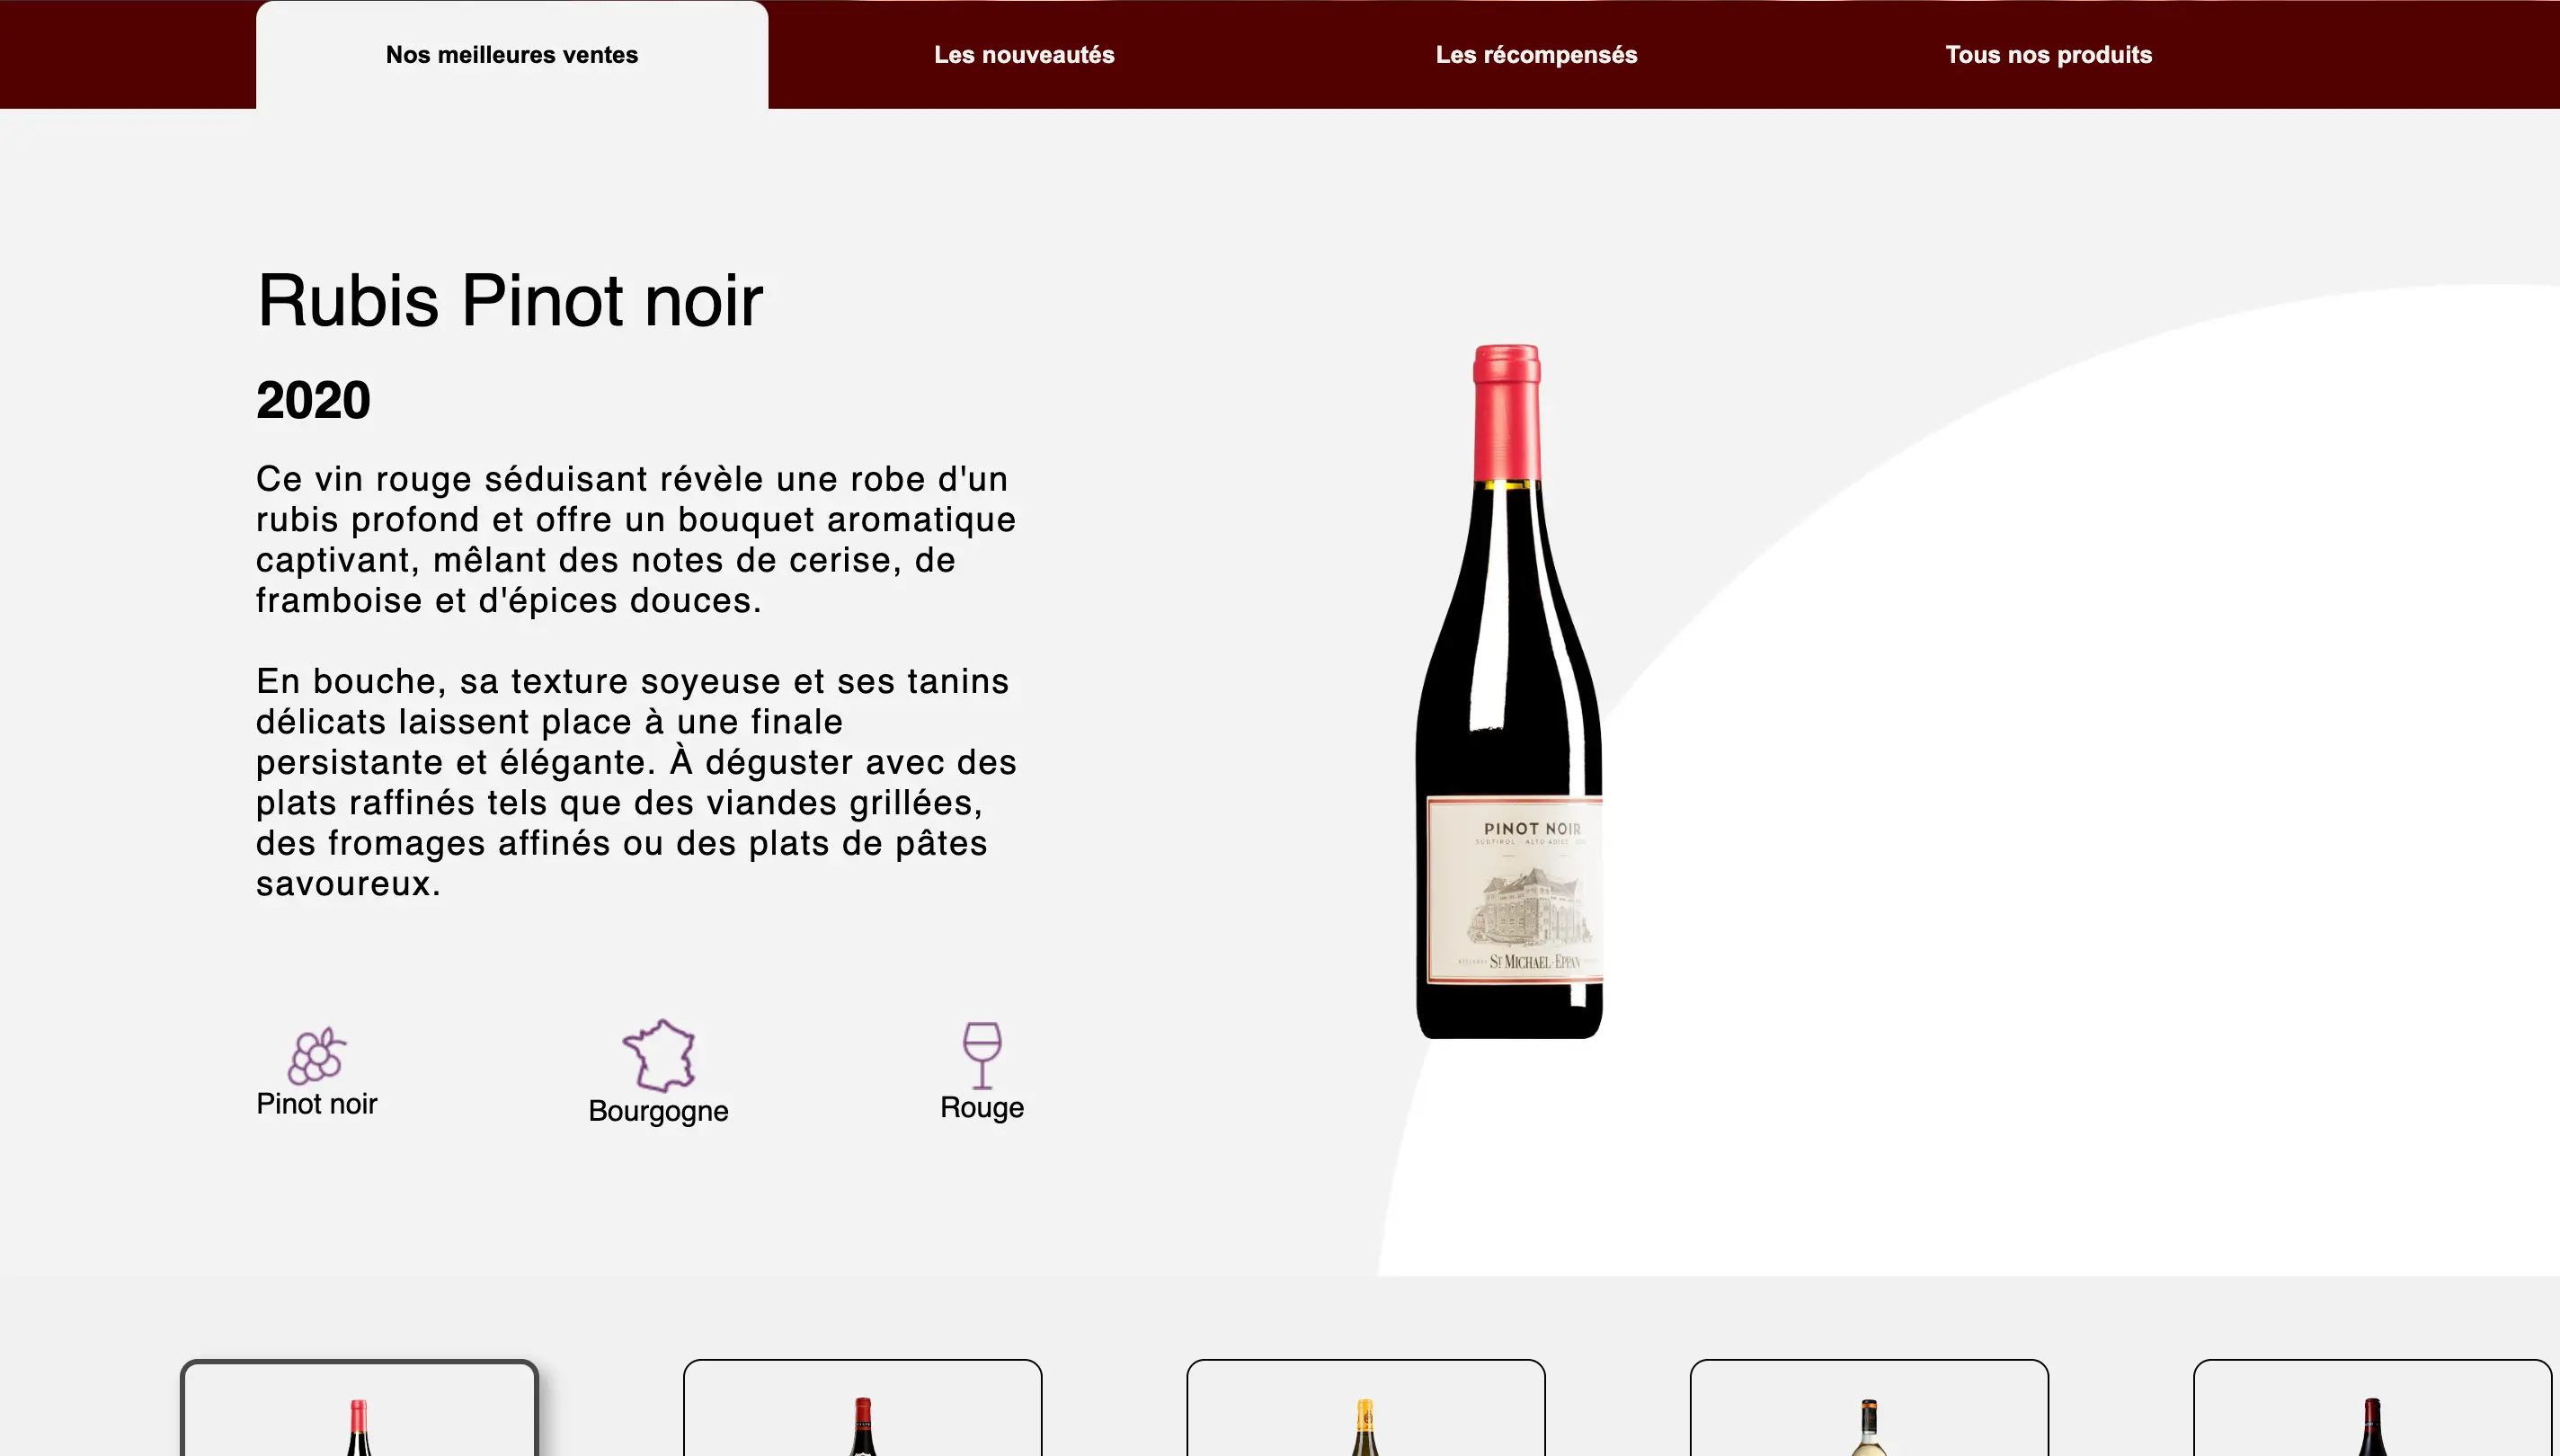 Nos meilleures ventes
Les nouveautés
Les récompensés
Tous nos produits
Rubis Pinot noir
2020
Ce vin rouge séduisant révèle une robe d'un
rubis profond et offre un bouquet aromatique
captivant, mêlant des notes de cerise, de
framboise et d'épices douces.
En bouche, sa texture soyeuse et ses tanins
délicats laissent place à une finale
persistante et élégante. À déguster avec des
plats raffinés tels que des viandes grillées,
des fromages affinés ou des plats de pâtes
savoureux.
Pinot noir
Bourgogne
Rouge
PINOT NOIR
SÜDTIROL · ALTO ADIGE
ST MICHAEL-EPPAN